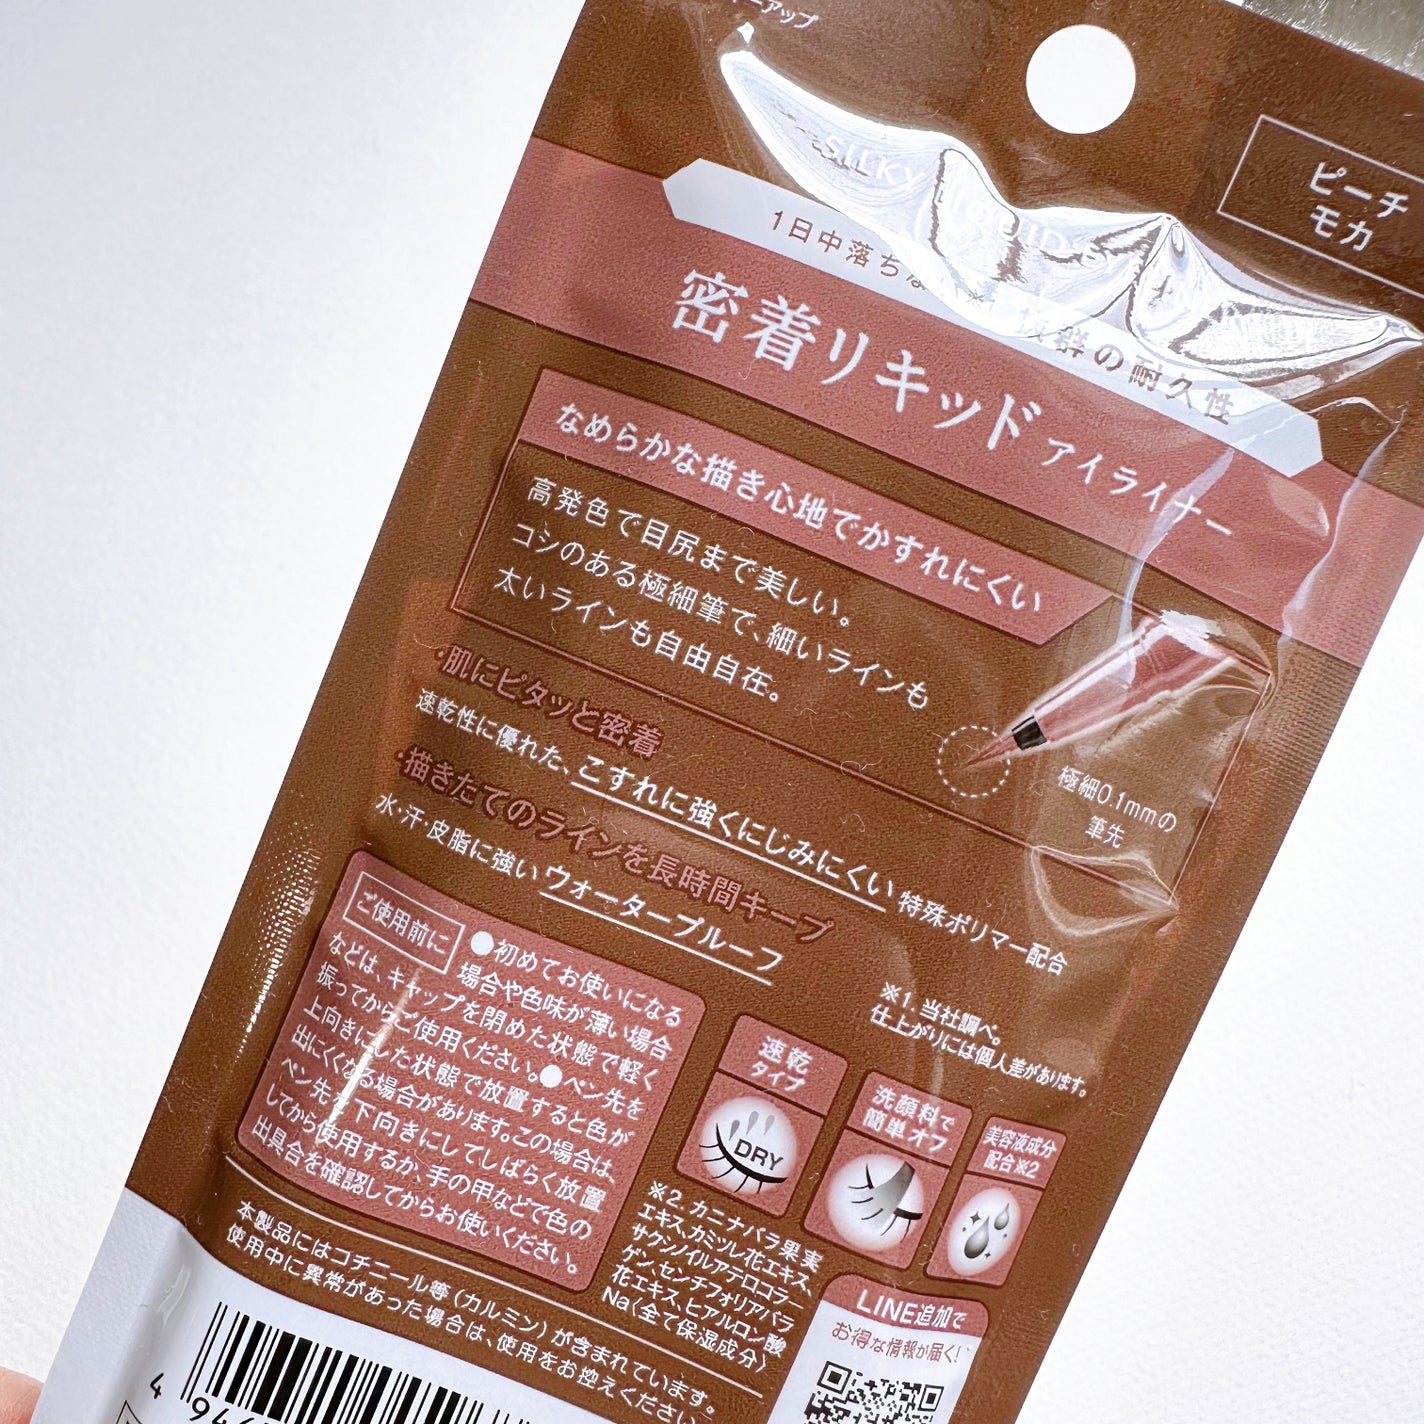 ーアップ
SILKY LIQUID
ピーチ
モカ
1日中落ちない※1 抜群の耐久性
密着リキッド アイライナー
なめらかな描き心地でかすれにくい
高発色で目尻まで美しい。
コシのある極細筆で、細いラインも
太いラインも自由自在。
極細0.1mmの
筆先
・肌にピタッと密着
速乾性に優れた、こすれに強くにじみにくい 特殊ポリマー配合
・描きたてのラインを長時間キープ
水・汗・皮脂に強い ウォータープルーフ
※1. 当社調べ。
仕上がりには個人差があります。
ご使用前に
●初めてお使いになる
場合や色味が薄い場合
などは、キャップを閉めた状態で軽く
振ってからご使用ください。●ペン先を
上向きにした状態で放置すると色が
出にくくなる場合があります。この場合は、
ペン先を下向きにしてしばらく放置
してから使用するか、手の甲などで色の
出具合を確認してからお使いください。
速乾
タイプ
DRY
洗顔料で
簡単オフ
美容液成分
配合※2
※2. カニナバラ果実
エキス、カミツレ花エキス、
サクシノイルアテロコラー
ゲン、センチフォリアバラ
花エキス、ヒアルロン酸
Na〈全て保湿成分〉
本製品にはコチニール等(カルミン)が含まれています。
使用中に異常があった場合は、使用をお控えください。
LINE追加で
お得な情報が届く!
4